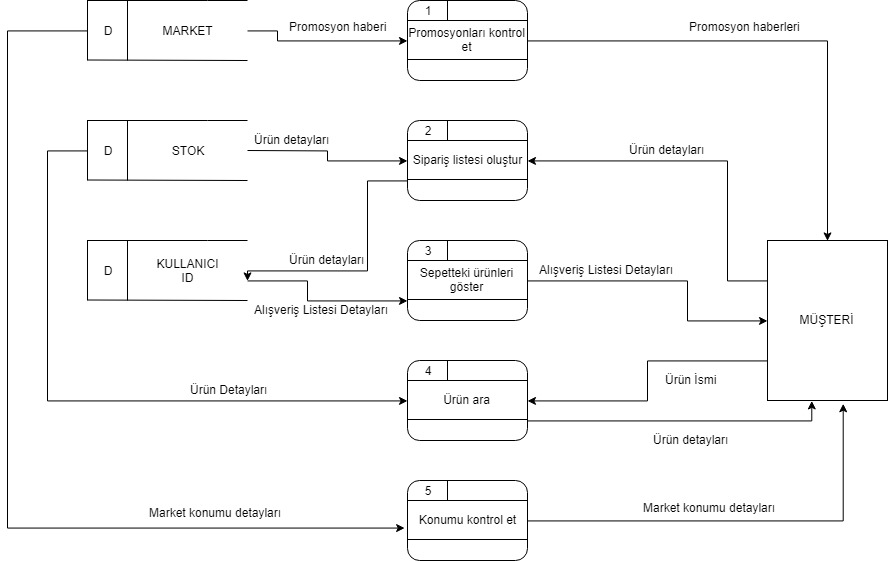 D
MARKET
Promosyon haberi
1
Promosyonları kontrol
et
Promosyon haberleri
D
STOK
Ürün detayları
2
Sipariş listesi oluştur
Ürün detayları
D
KULLANICI
ID
Ürün detayları
Alışveriş Listesi Detayları
3
Sepetteki ürünleri
göster
Alışveriş Listesi Detayları
MÜŞTERİ
Ürün Detayları
4
Ürün ara
Ürün İsmi
Ürün detayları
Market konumu detayları
5
Konumu kontrol et
Market konumu detayları